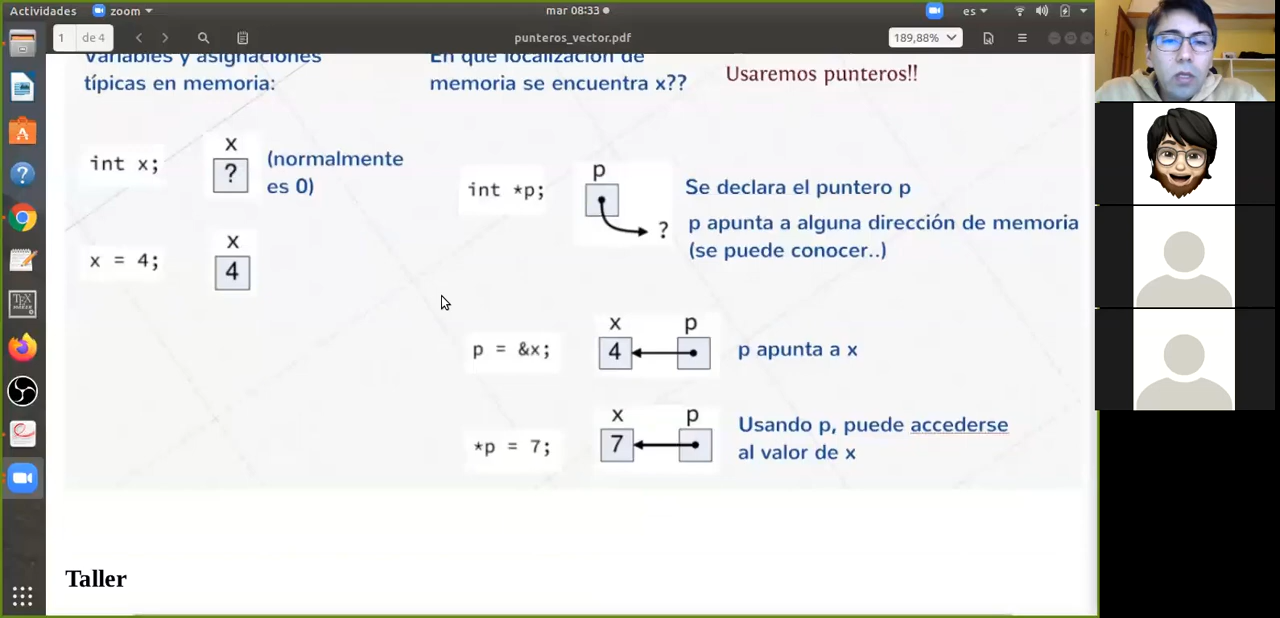 Actividades
zoom
mar 08:33
es
1
de 4
punteros_vector.pdf
189,88%
Variables y asignaciones
típicas en memoria:
En que localización de
memoria se encuentra x??
Usaremos punteros!!
int x;
x
?
(normalmente
es 0)
x = 4;
x
4
int *p;
p
?
Se declara el puntero p
p apunta a alguna dirección de memoria
(se puede conocer..)
p = &x;
x
p
4
p apunta a x
*p = 7;
x
p
7
Usando p, puede accederse
al valor de x
Taller